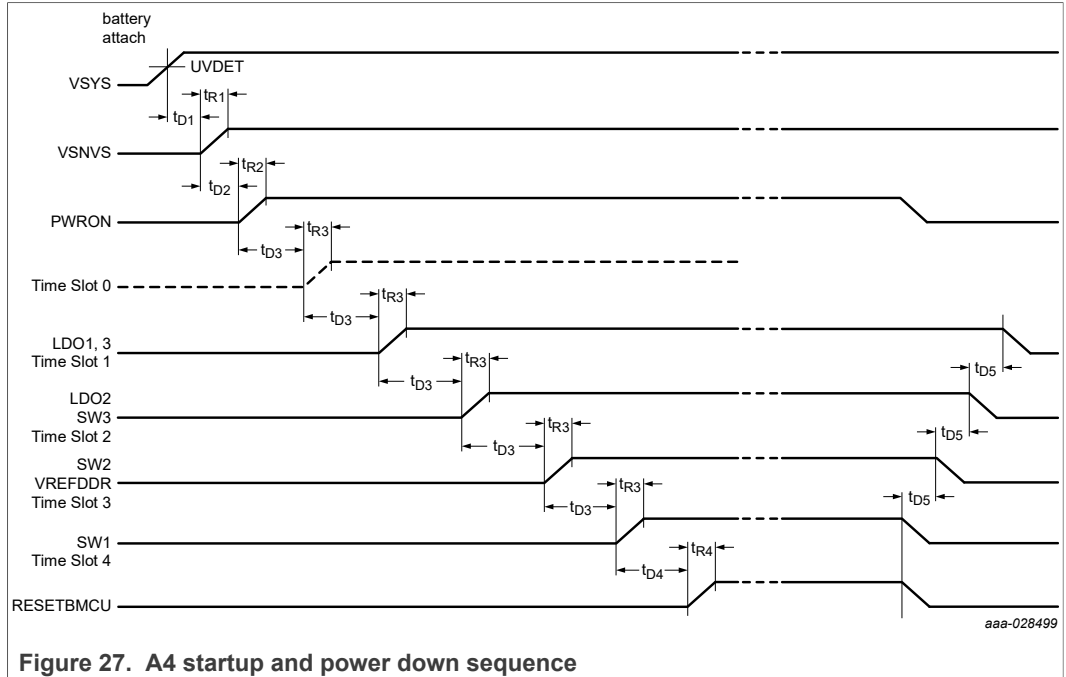 battery
attach
UVDET
VSYS
tR1
tD1
VSNVS
tR2
tD2
PWRON
tR3
tD3
Time Slot 0
tR3
tD3
LDO1, 3
Time Slot 1
tR3
tD5
tD3
LDO2
SW3
Time Slot 2
tR3
tD5
tD3
SW2
VREFDDR
Time Slot 3
tR3
tD5
tD3
SW1
Time Slot 4
tR4
tD4
RESETBMCU
aaa-028499
Figure 27. A4 startup and power down sequence